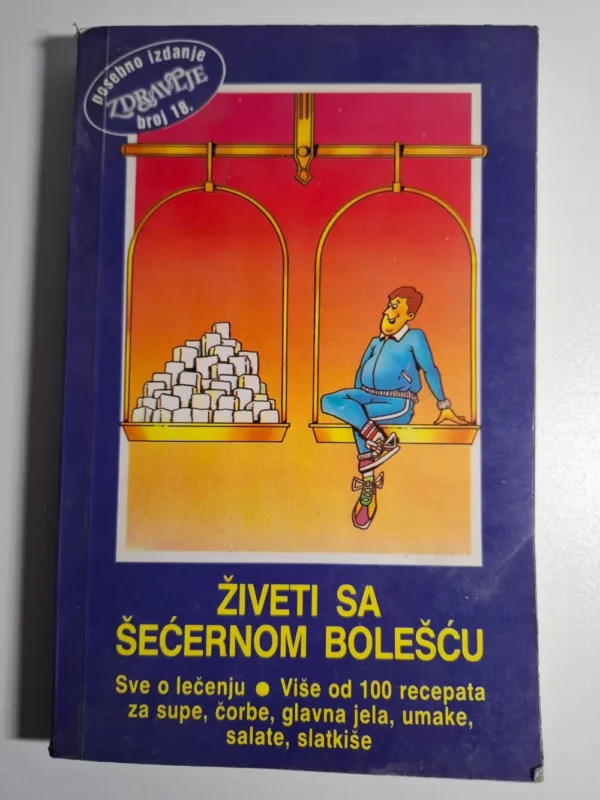 posebno izdanje
ZDRAVLJE
broj 18.
ŽIVETI SA
ŠEĆERNOM BOLEŠĆU
Sve o lečenju ● Više od 100 recepata
za supe, čorbe, glavna jela, umake,
salate, slatkiše